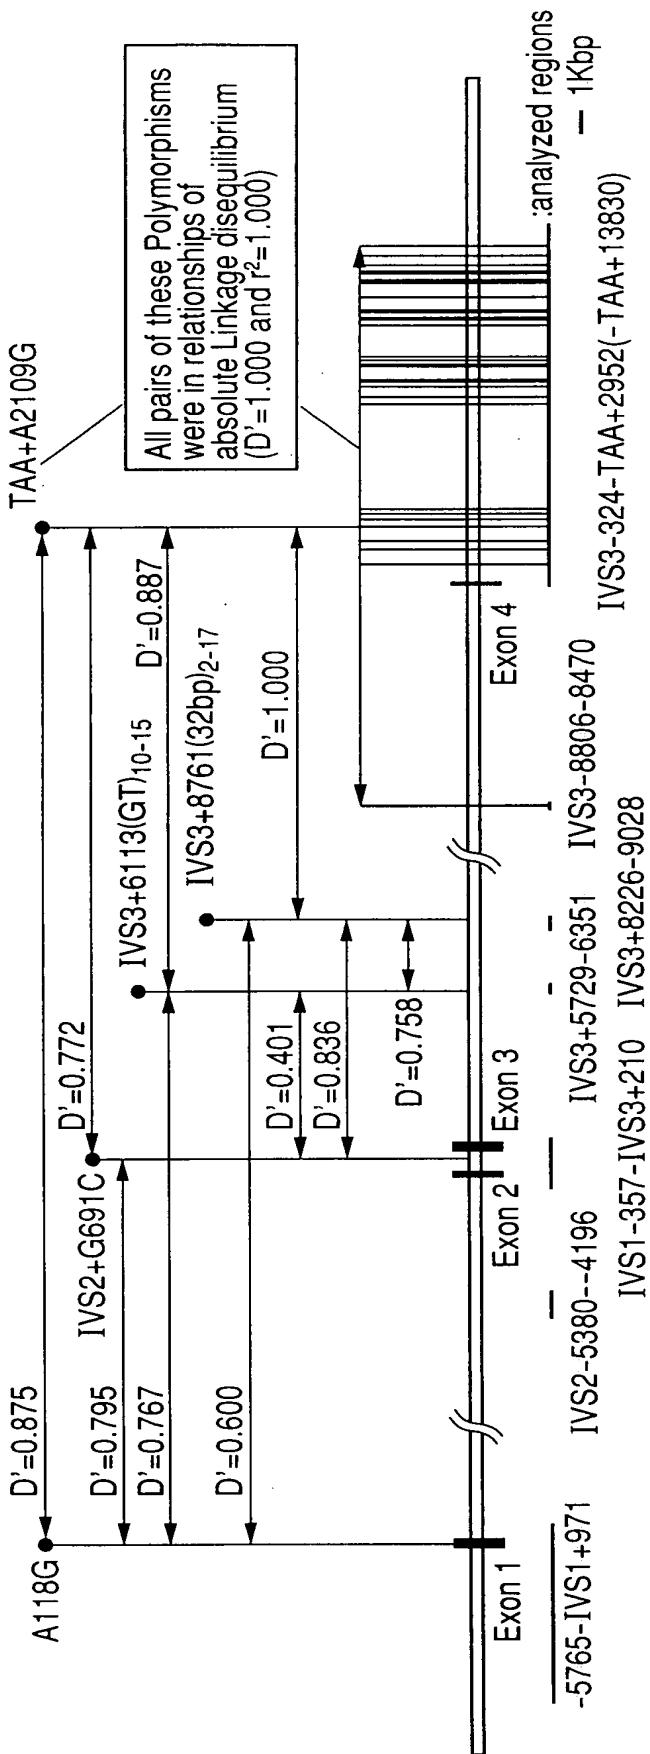 A118G
D'=0.875
TAA+A2109G
D'=0.772
IVS2+G691C
D'=0.795
D'=0.767
IVS3+6113(GT)10-15
D'=0.887
IVS3+8761(32bp)2-17
D'=0.600
D'=0.401
D'=0.836
D'=0.758
D'=1.000
All pairs of these Polymorphisms
were in relationships of
absolute Linkage disequilibrium
(D'=1.000 and r²=1.000)
Exon 1
Exon 2
Exon 3
Exon 4
:analyzed regions
1Kbp
-5765-IVS1+971
IVS2-5380--4196
IVS1-357-IVS3+210
IVS3+5729-6351
IVS3+8226-9028
IVS3-8806-8470
IVS3-324-TAA+2952(-TAA+13830)